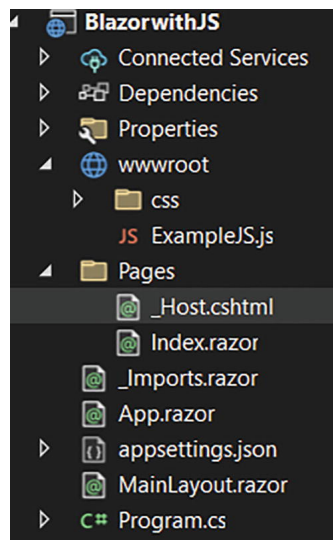 BlazorwithJS
Connected Services
Dependencies
Properties
wwwroot
css
JS ExampleJS.js
Pages
_Host.cshtml
Index.razor
_Imports.razor
App.razor
appsettings.json
MainLayout.razor
C# Program.cs